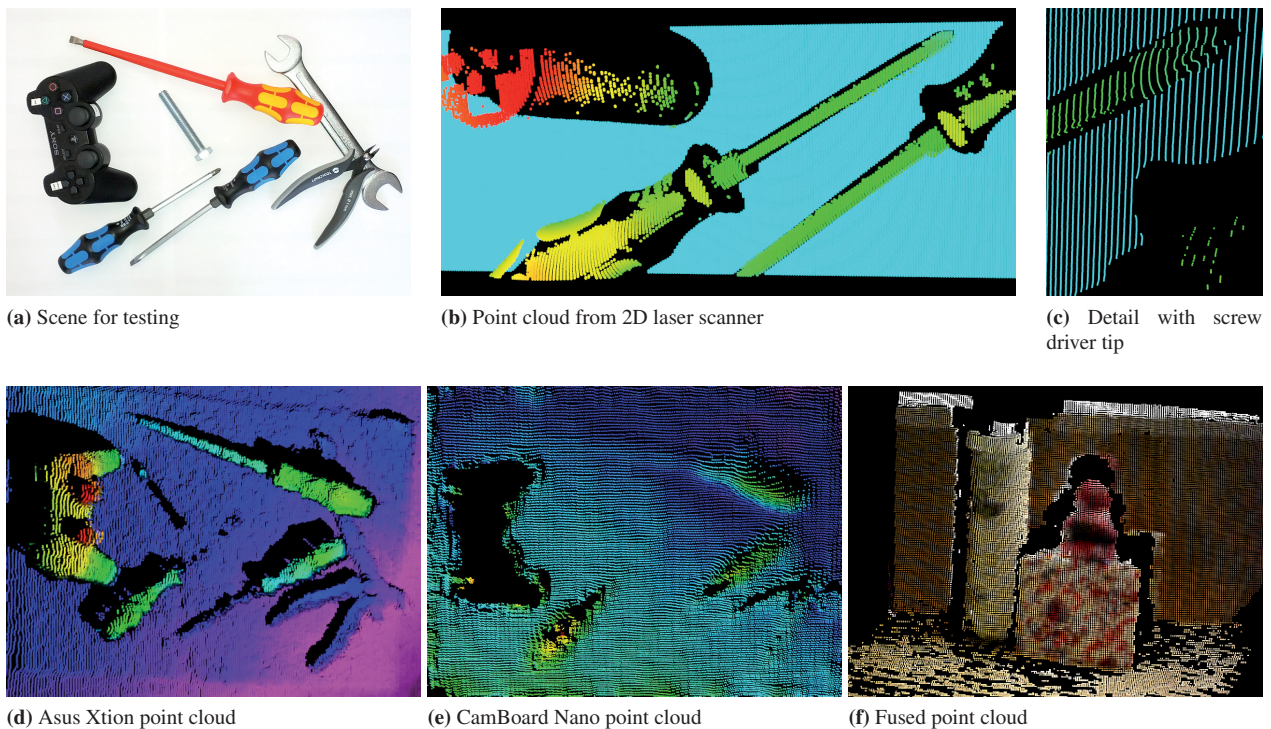 SONY
(a) Scene for testing
(b) Point cloud from 2D laser scanner
(c) Detail with screw
driver tip
(d) Asus Xtion point cloud
(e) CamBoard Nano point cloud
(f) Fused point cloud